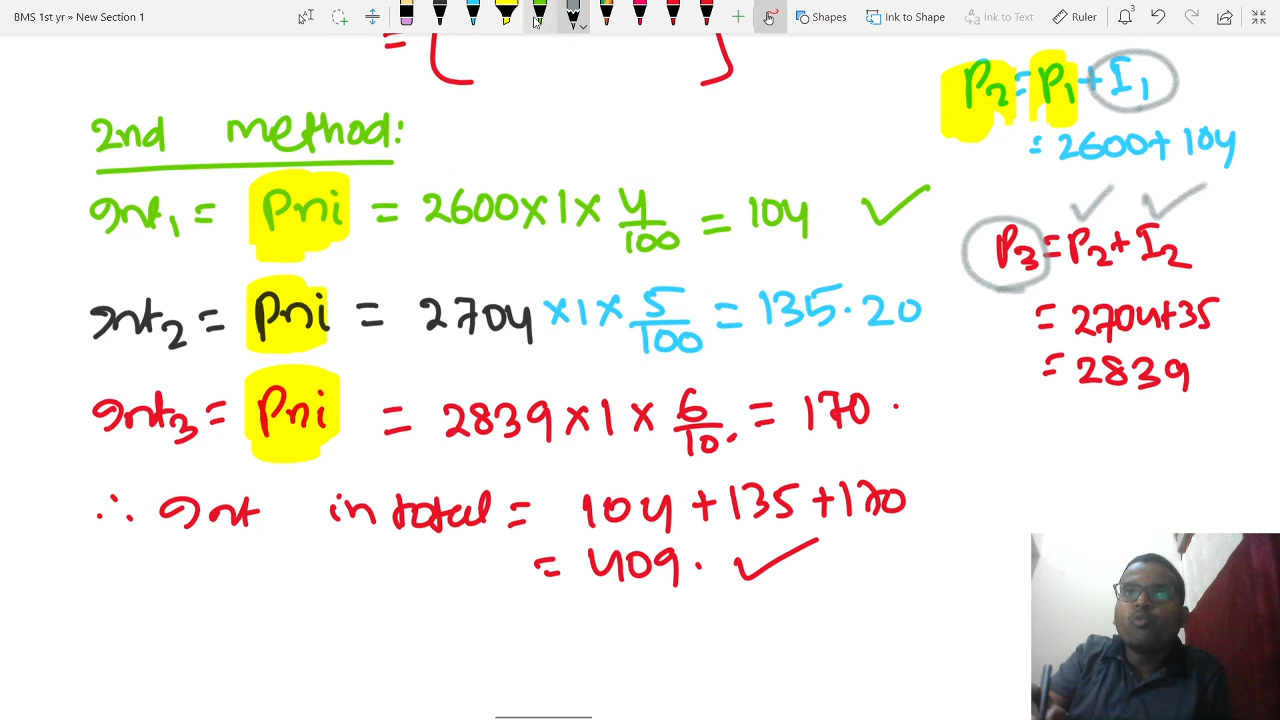 BMS 1st yr » New Section 1
Shapes
Ink to Shape
Ink to Text
Ruler
P2 = P1 + I1
= 2600 + 104
2nd method:
Int1 = Pni = 2600 × 1 × 4/100 = 104 ✓
P3 = P2 + I2
= 2704+35
= 2839
Int2 = Pni = 2704 × 1 × 5/100 = 135.20
Int3 = Pni = 2839 × 1 × 6/10. = 170 .
∴ Int in total = 104 + 135 + 170
= 409. ✓